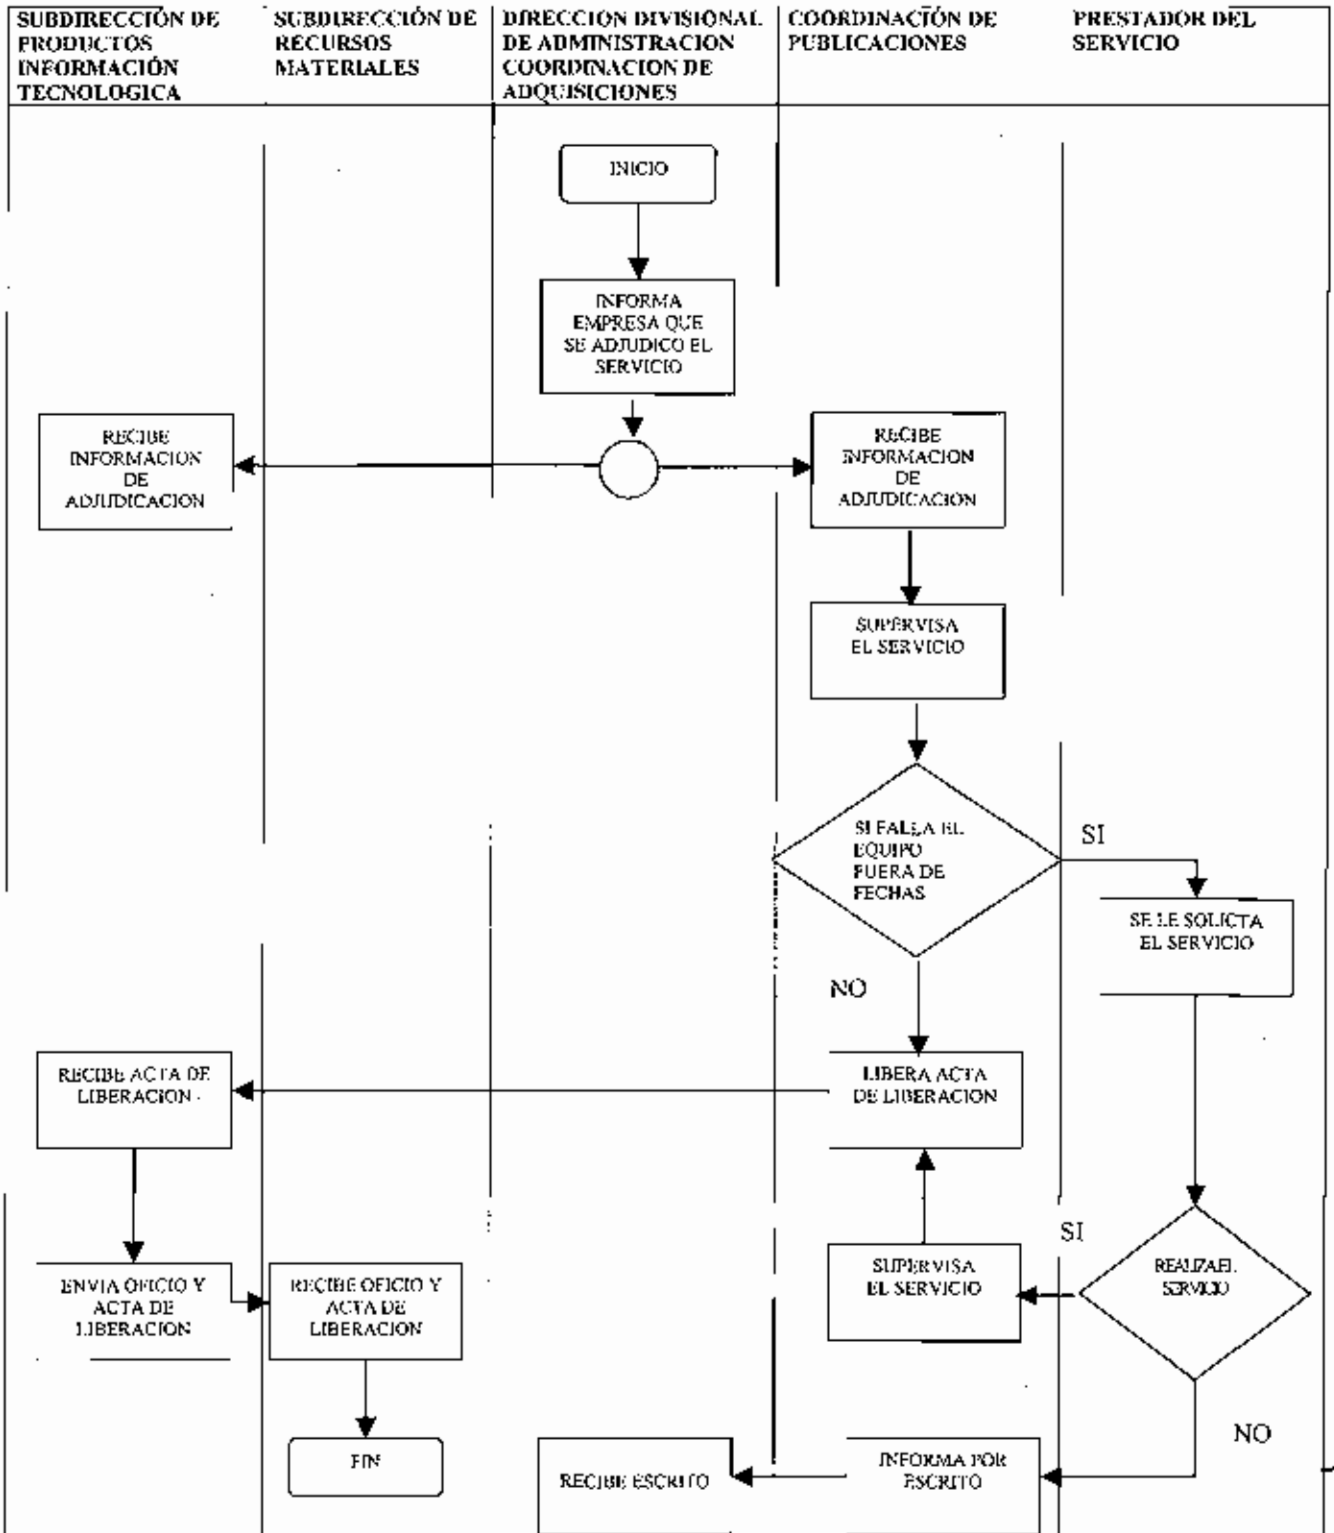 SUBDIRECCIÓN DE
PRODUCTOS
INFORMACIÓN
TECNOLOGICA
SUBDIRECCIÓN DE
RECURSOS
MATERIALES
DIRECCION DIVISIONAL
DE ADMINISTRACION
COORDINACION DE
ADQUISICIONES
COORDINACIÓN DE
PUBLICACIONES
PRESTADOR DEL
SERVICIO
INICIO
INFORMA
EMPRESA QUE
SE ADJUDICO EL
SERVICIO
RECIBE
INFORMACION
DE
ADJUDICACION
RECIBE
INFORMACION
DE
ADJUDICACION
SUPERVISA
EL SERVICIO
SI FALLA EL
EQUIPO
FUERA DE
FECHAS
SI
SE LE SOLICTA
EL SERVICIO
NO
RECIBE ACTA DE
LIBERACION
LIBERA ACTA
DE LIBERACION
SI
ENVIA OFICIO Y
ACTA DE
LIBERACION
RECIBE OFICIO Y
ACTA DE
LIBERACION
SUPERVISA
EL SERVICIO
REALIZA EL
SERVICIO
NO
FIN
RECIBE ESCRITO
INFORMA POR
ESCRITO